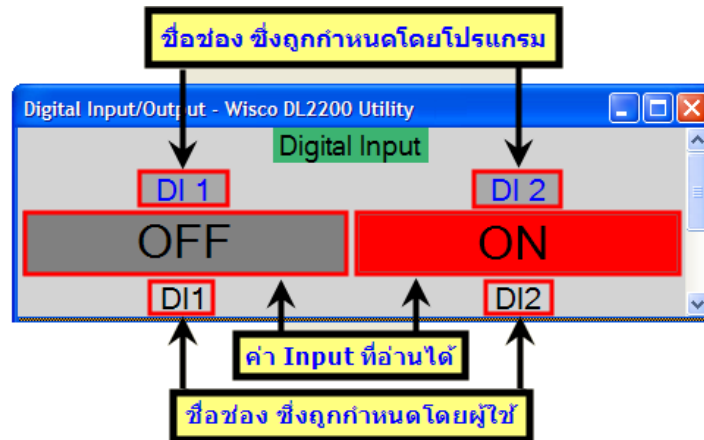 ชื่อช่อง ซึ่งถูกกำหนดโดยโปรแกรม
Digital Input/Output - Wisco DL2200 Utility
Digital Input
DI 1 DI 2
OFF ON
DI1 DI2
ค่า Input ที่อ่านได้
ชื่อช่อง ซึ่งถูกกำหนดโดยผู้ใช้